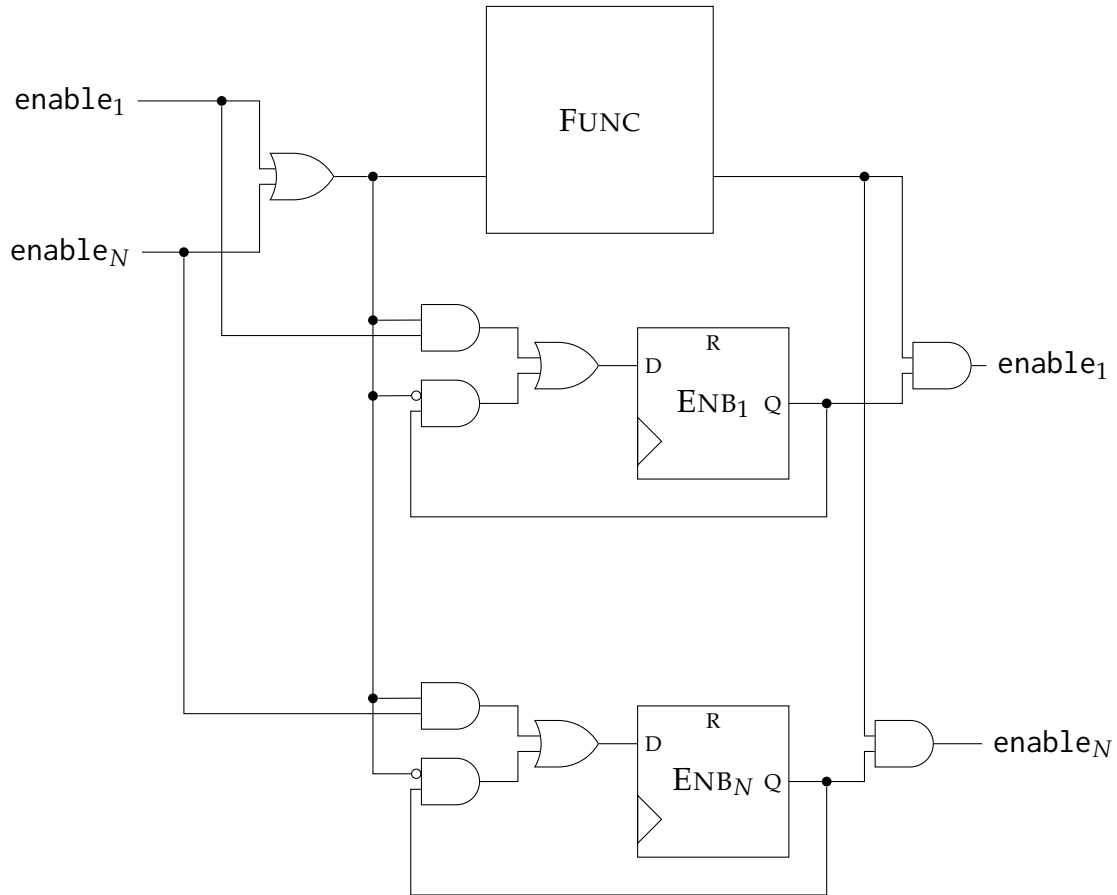 FUNC
enable1
enableN
R
D
ENB1
Q
enable1
R
D
ENBN
Q
enableN